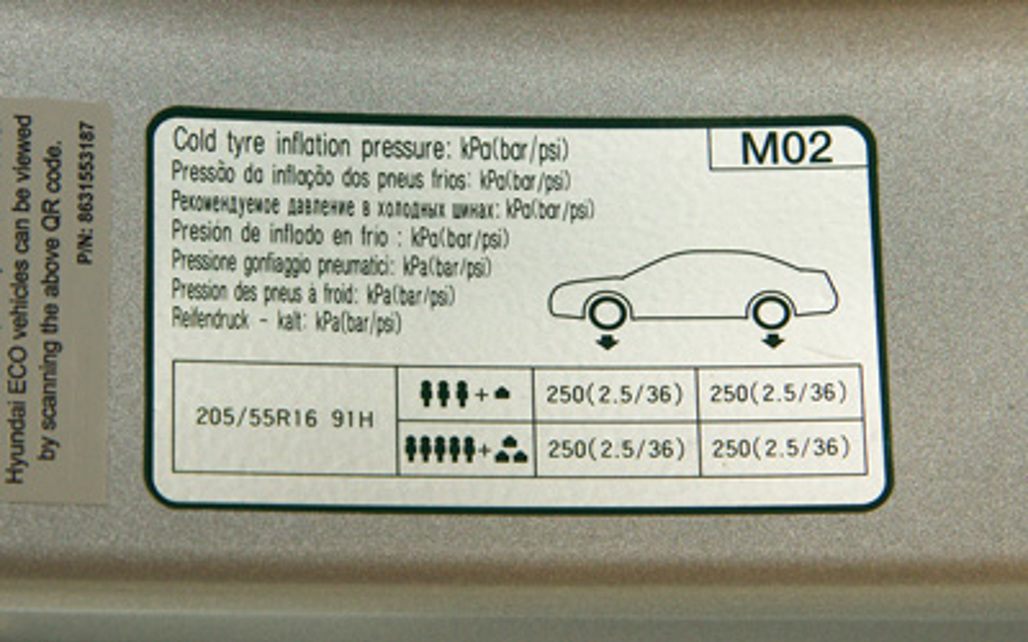 Hyundai ECO vehicles can be viewed
by scanning the above QR code.
P/N: 8631553187
Cold tyre inflation pressure: kPa(bar/psi)
M02
Pressão da inflação dos pneus frios: kPa(bar/psi)
Рекомендуемое давление в холодных шинах: kPa(bar/psi)
Presión de inflado en frio : kPa(bar/psi)
Pressione gonfiaggio pneumatici: kPa(bar/psi)
Pression des pneus à froid: kPa(bar/psi)
Reifendruck - kalt: kPa(bar/psi)
205/55R16 91H
+ 250(2.5/36) 250(2.5/36)
+ 250(2.5/36) 250(2.5/36)